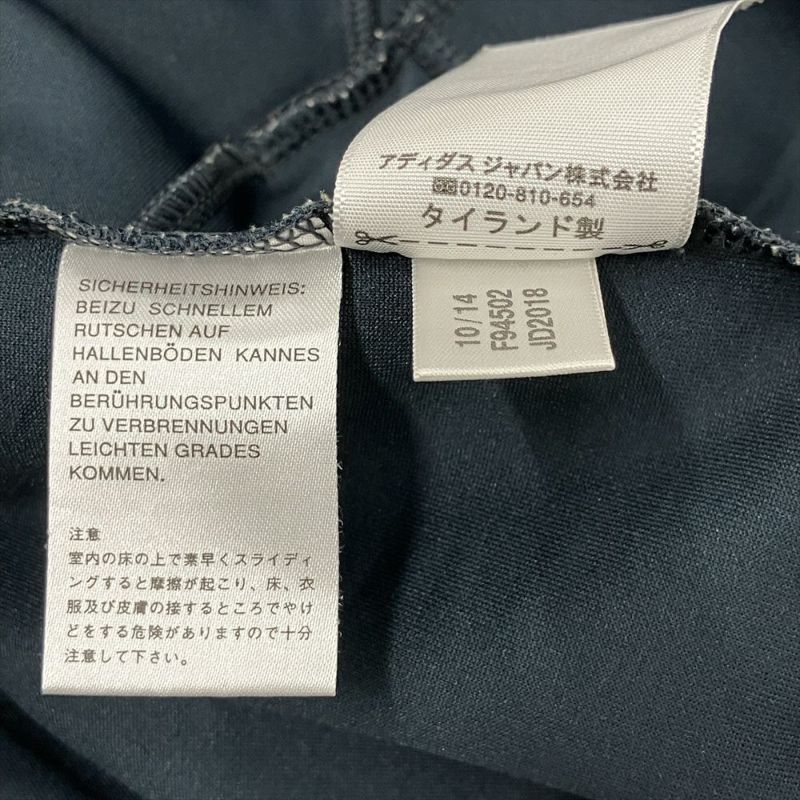 アディダス ジャパン株式会社
0120-810-654
タイランド製
10/14
F94502
JD2018
SICHERHEITSHINWEIS:
BEIZU SCHNELLEM
RUTSCHEN AUF
HALLENBÖDEN KANNES
AN DEN
BERÜHRUNGSPUNKTEN
ZU VERBRENNUNGEN
LEICHTEN GRADES
KOMMEN.
注意
室内の床の上で素早くスライディ
ングすると摩擦が起こり、床、衣
服及び皮膚の接するところでやけ
どをする危険がありますので十分
注意して下さい。